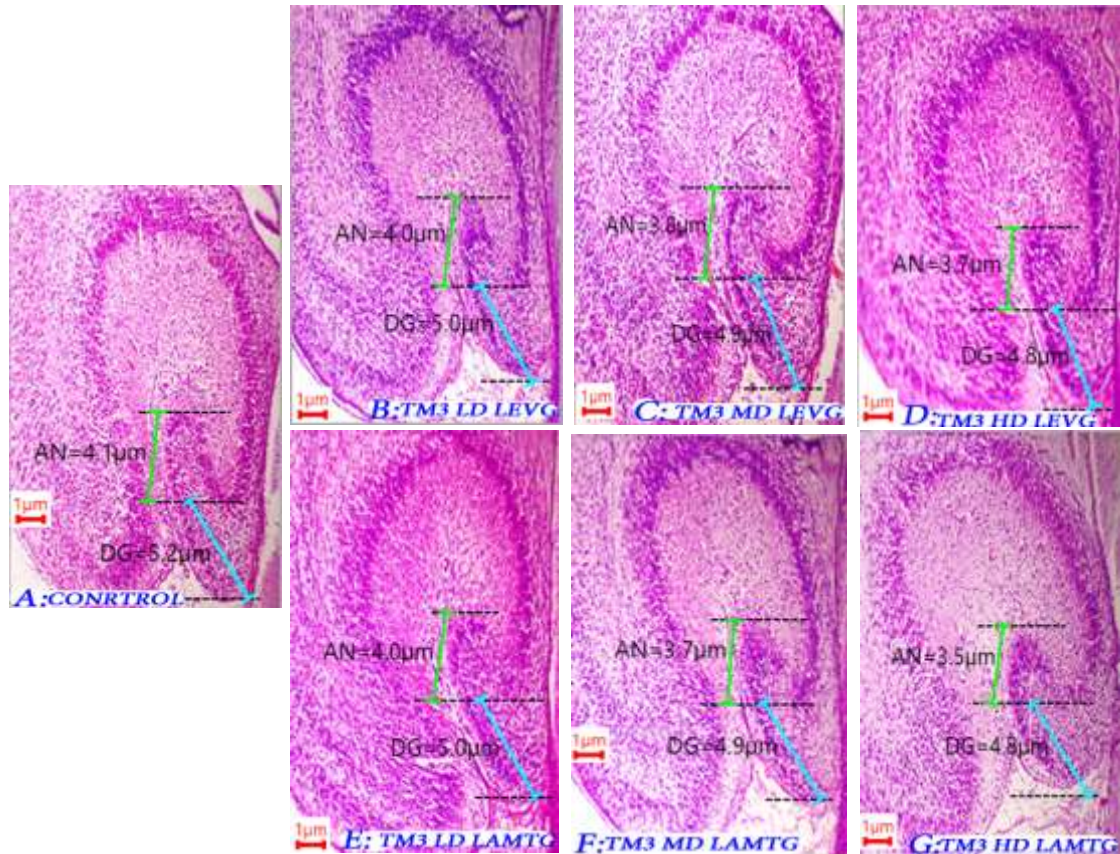 AN=4.1µm
DG=5.2µm
1µm
A:CONRTROL
AN=4.0µm
DG=5.0µm
1µm
B:TM3 LD LEVG
AN=3.8µm
DG=4.9µm
1µm
C:TM3 MD LEVG
AN=3.7µm
DG=4.8µm
1µm
D:TM3 HD LEVG
AN=4.0µm
DG=5.0µm
1µm
E: TM3 LD LAMTG
AN=3.7µm
DG=4.9µm
1µm
F:TM3 MD LAMTG
AN=3.5µm
DG=4.8µm
1µm
G:TM3 HD LAMTG